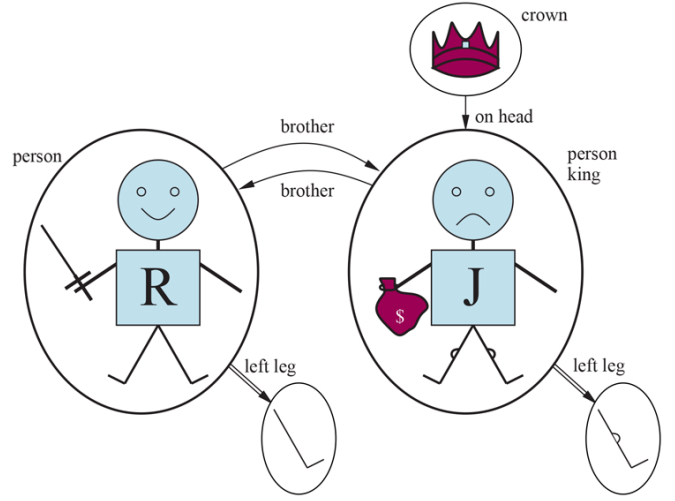 crown
on head
brother
person
person
king
brother
R
J
$
left leg
left leg